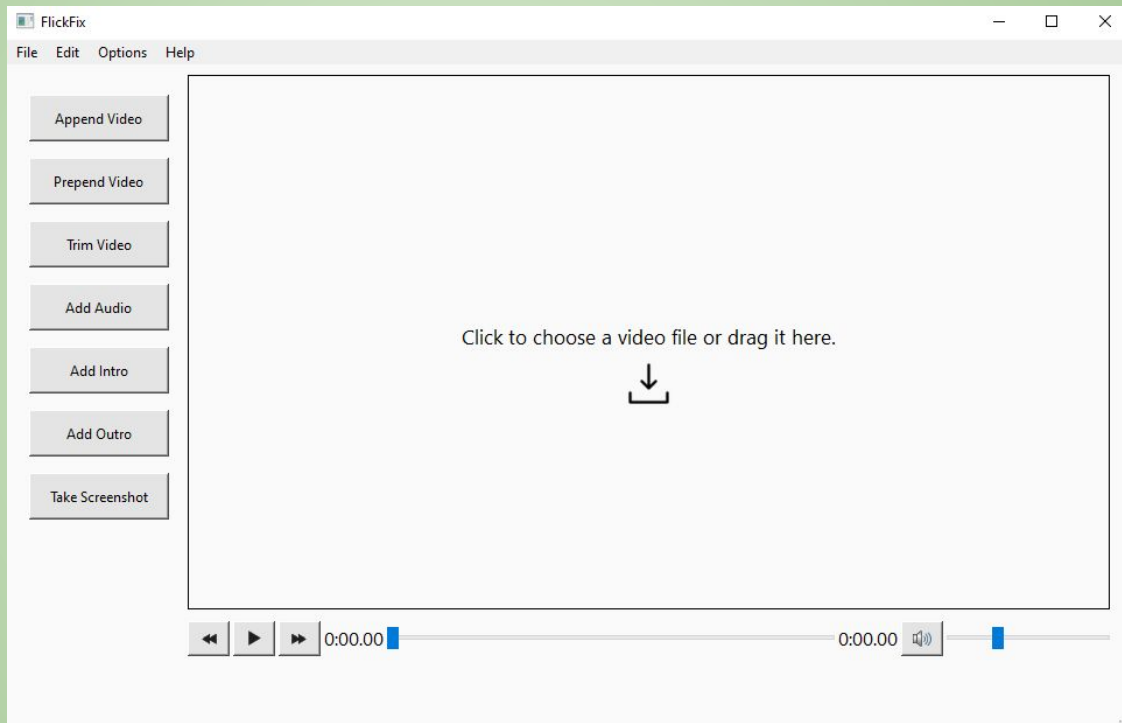 FlickFix
File Edit Options Help
Append Video
Prepend Video
Trim Video
Add Audio
Add Intro
Add Outro
Take Screenshot
Click to choose a video file or drag it here.
0:00.00 0:00.00